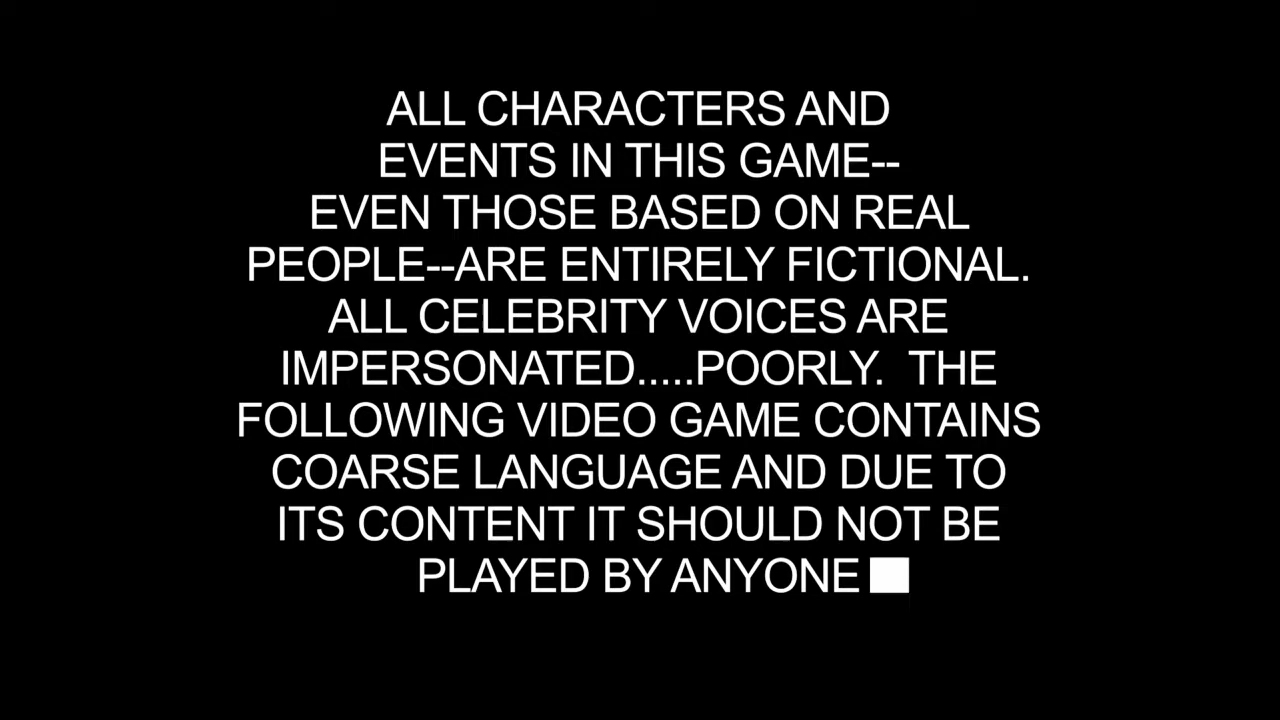 ALL CHARACTERS AND
EVENTS IN THIS GAME--
EVEN THOSE BASED ON REAL
PEOPLE--ARE ENTIRELY FICTIONAL.
ALL CELEBRITY VOICES ARE
IMPERSONATED.....POORLY.  THE
FOLLOWING VIDEO GAME CONTAINS
COARSE LANGUAGE AND DUE TO
ITS CONTENT IT SHOULD NOT BE
PLAYED BY ANYONE ■